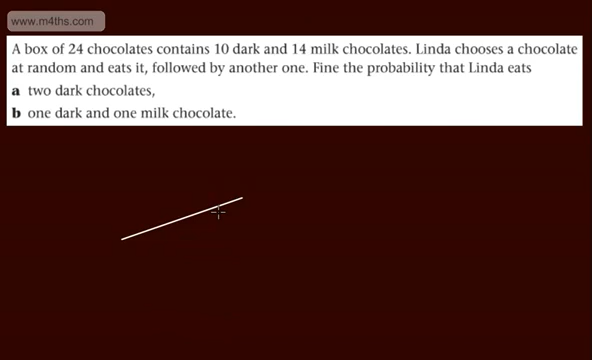 www.m4ths.com
A box of 24 chocolates contains 10 dark and 14 milk chocolates. Linda chooses a chocolate
at random and eats it, followed by another one. Fine the probability that Linda eats
a two dark chocolates,
b one dark and one milk chocolate.